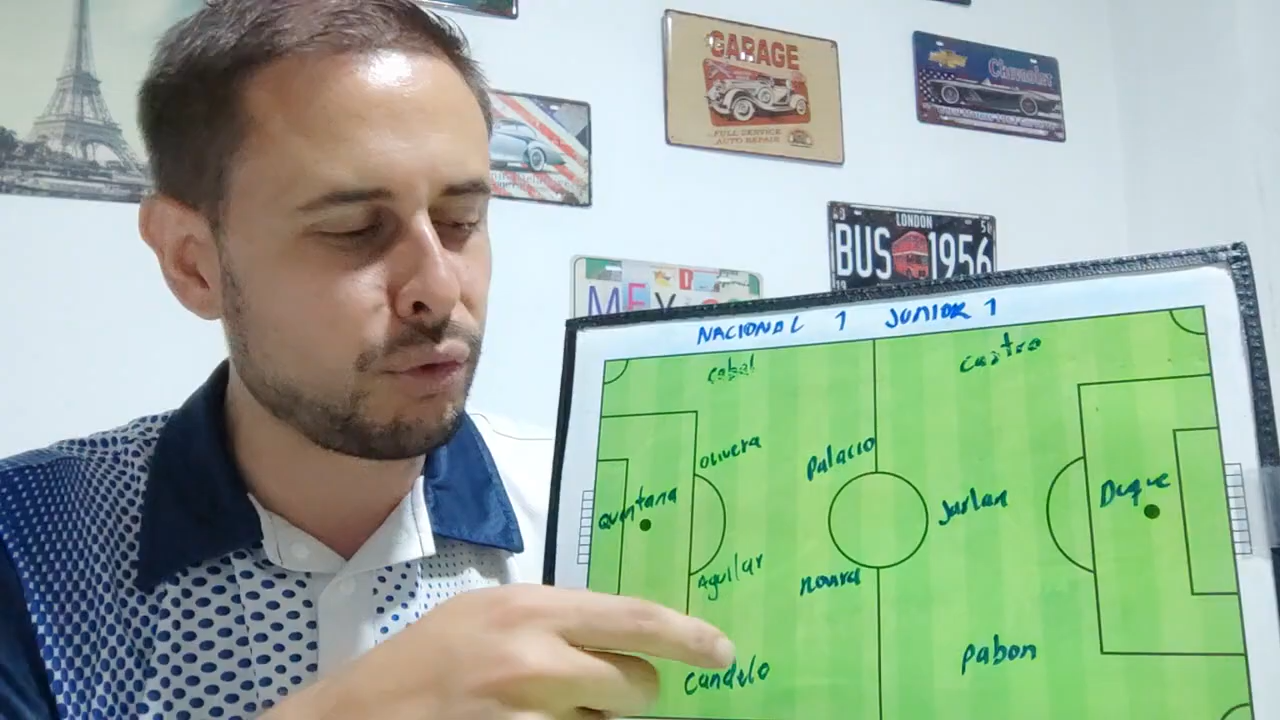 GARAGE
FULL SERVICE
AUTO REPAIR
Chevrolet
LONDON
BUS 1956
MEX
NACIONAL 1 JUNIOR 1
Cabal
Castro
Olivera
Palacio
Quintana
Jarlan
Duque
Aguilar
Candelo
Pabon